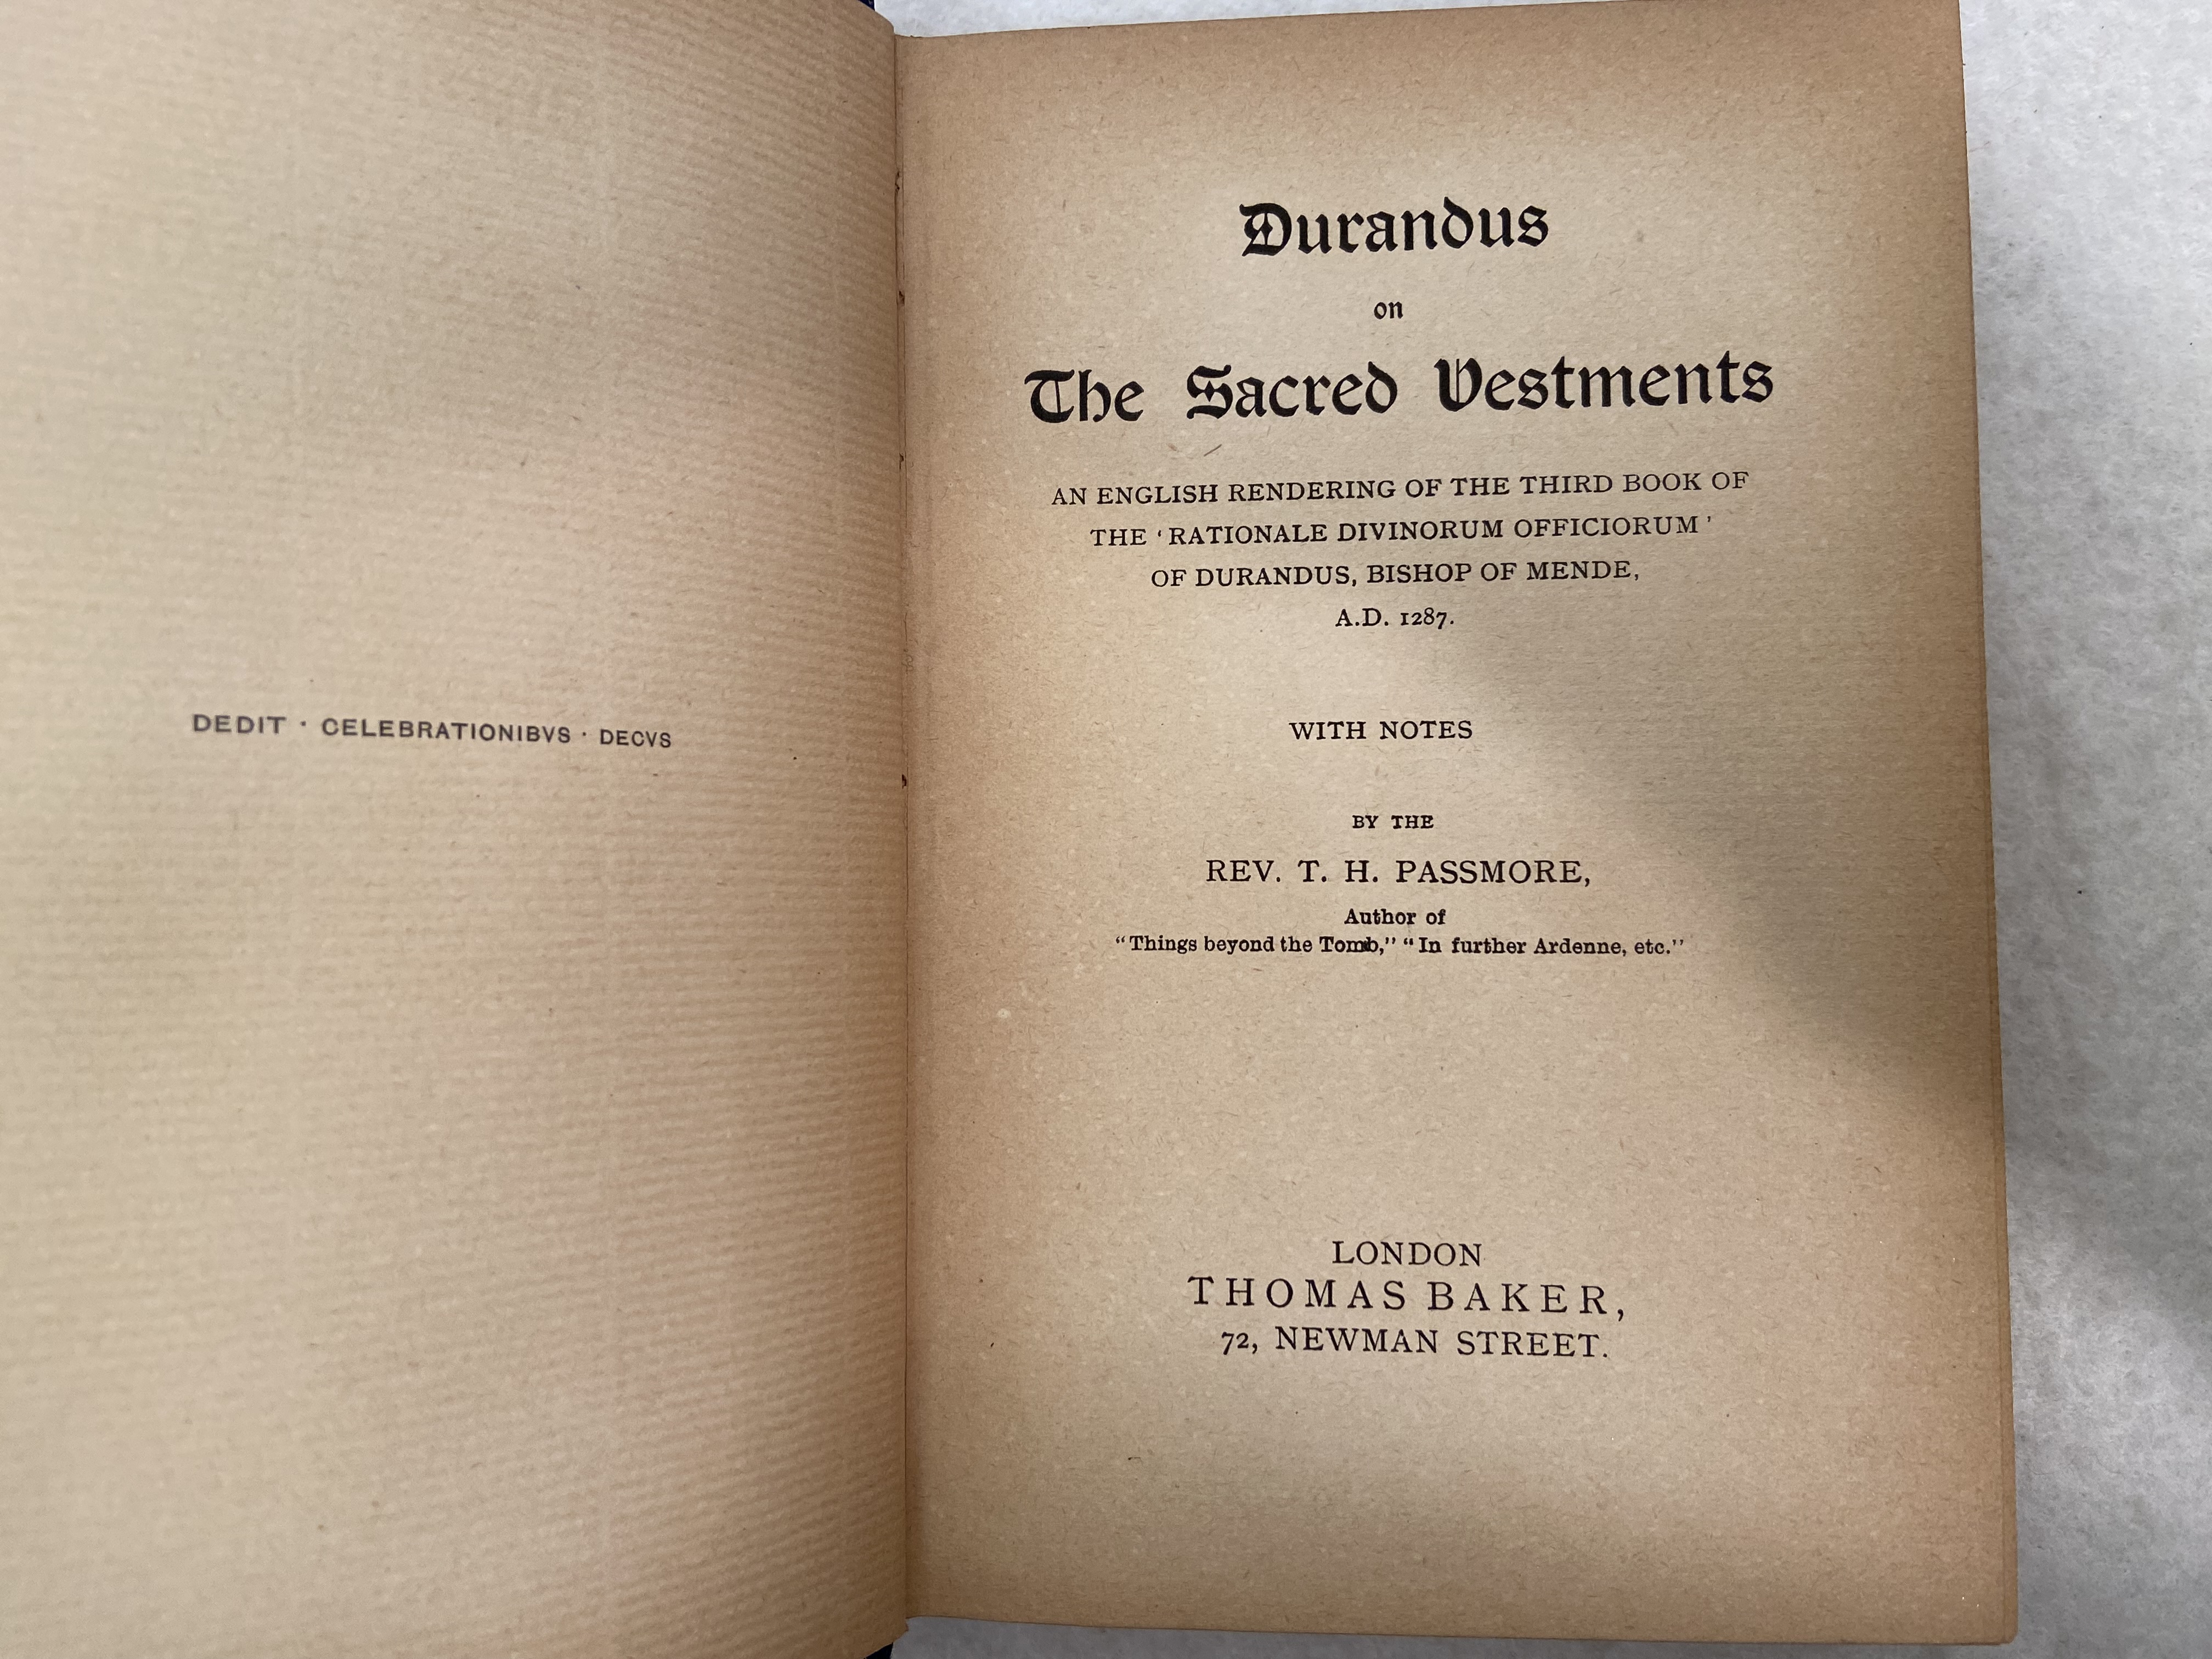 DEDIT · CELEBRATIONIBVS · DECVS
Durandus
on
The Sacred Vestments
AN ENGLISH RENDERING OF THE THIRD BOOK OF
THE ‘RATIONALE DIVINORUM OFFICIORUM’
OF DURANDUS, BISHOP OF MENDE,
A.D. 1287.
WITH NOTES
BY THE
REV. T. H. PASSMORE,
Author of
“Things beyond the Tomb,” “In further Ardenne, etc.”
LONDON
THOMAS BAKER,
72, NEWMAN STREET.